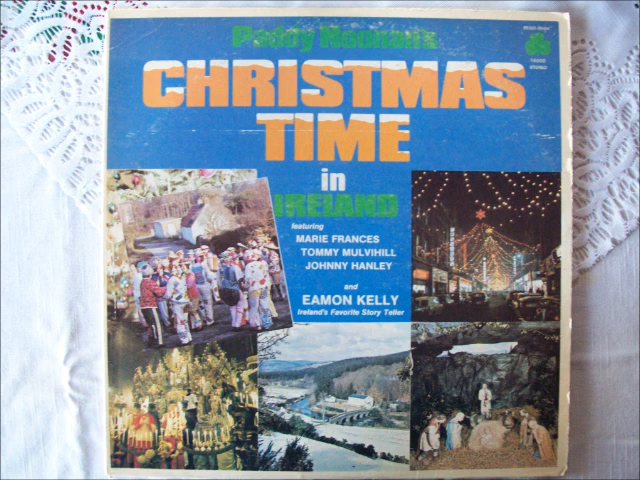 Paddy Noonan's
CHRISTMAS
TIME
in
IRELAND
featuring
MARIE FRANCES
TOMMY MULVIHILL
JOHNNY HANLEY
and
EAMON KELLY
Ireland's Favorite Story Teller
STEREO